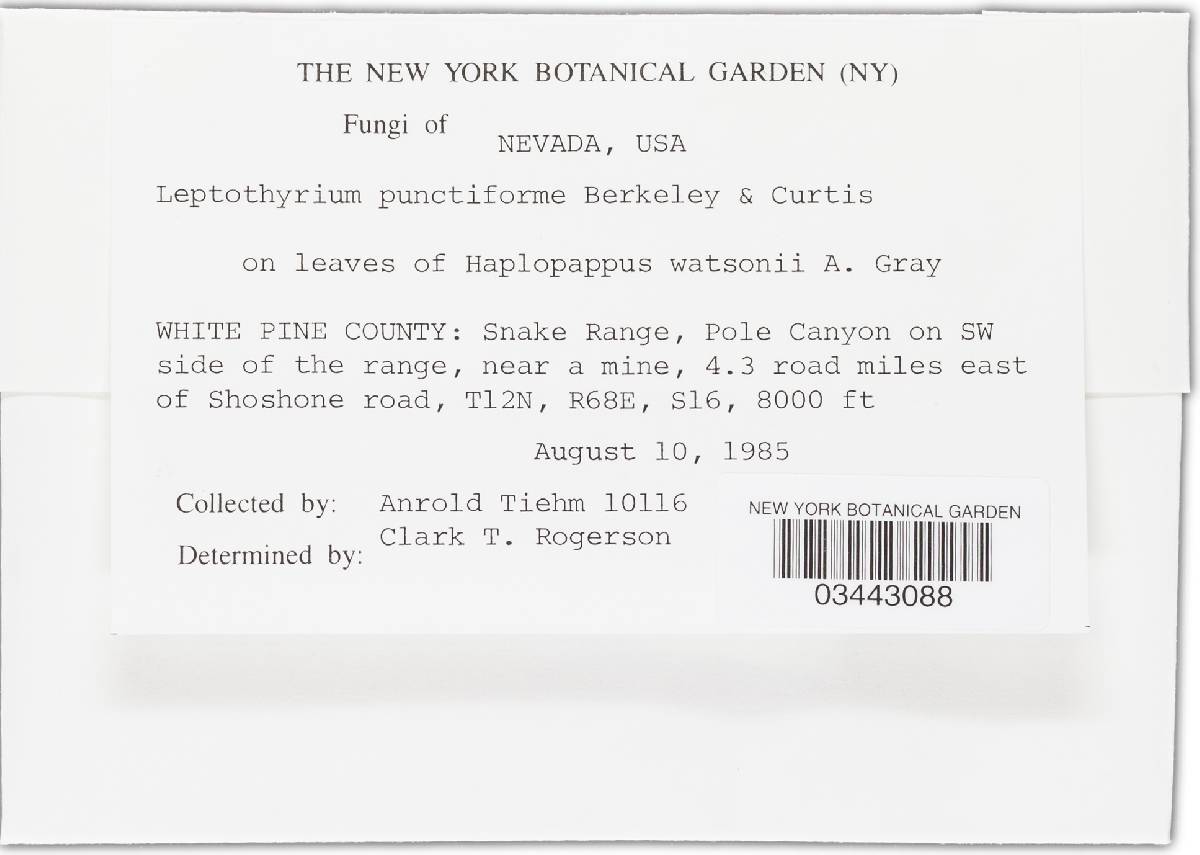 THE NEW YORK BOTANICAL GARDEN (NY)
Fungi of
NEVADA, USA
Leptothyrium punctiforme Berkeley & Curtis
on leaves of Haplopappus watsonii A. Gray
WHITE PINE COUNTY: Snake Range, Pole Canyon on SW
side of the range, near a mine, 4.3 road miles east
of Shoshone road, T12N, R68E, S16, 8000 ft
August 10, 1985
Collected by: Anrold Tiehm 10116
Determined by: Clark T. Rogerson
NEW YORK BOTANICAL GARDEN
03443088